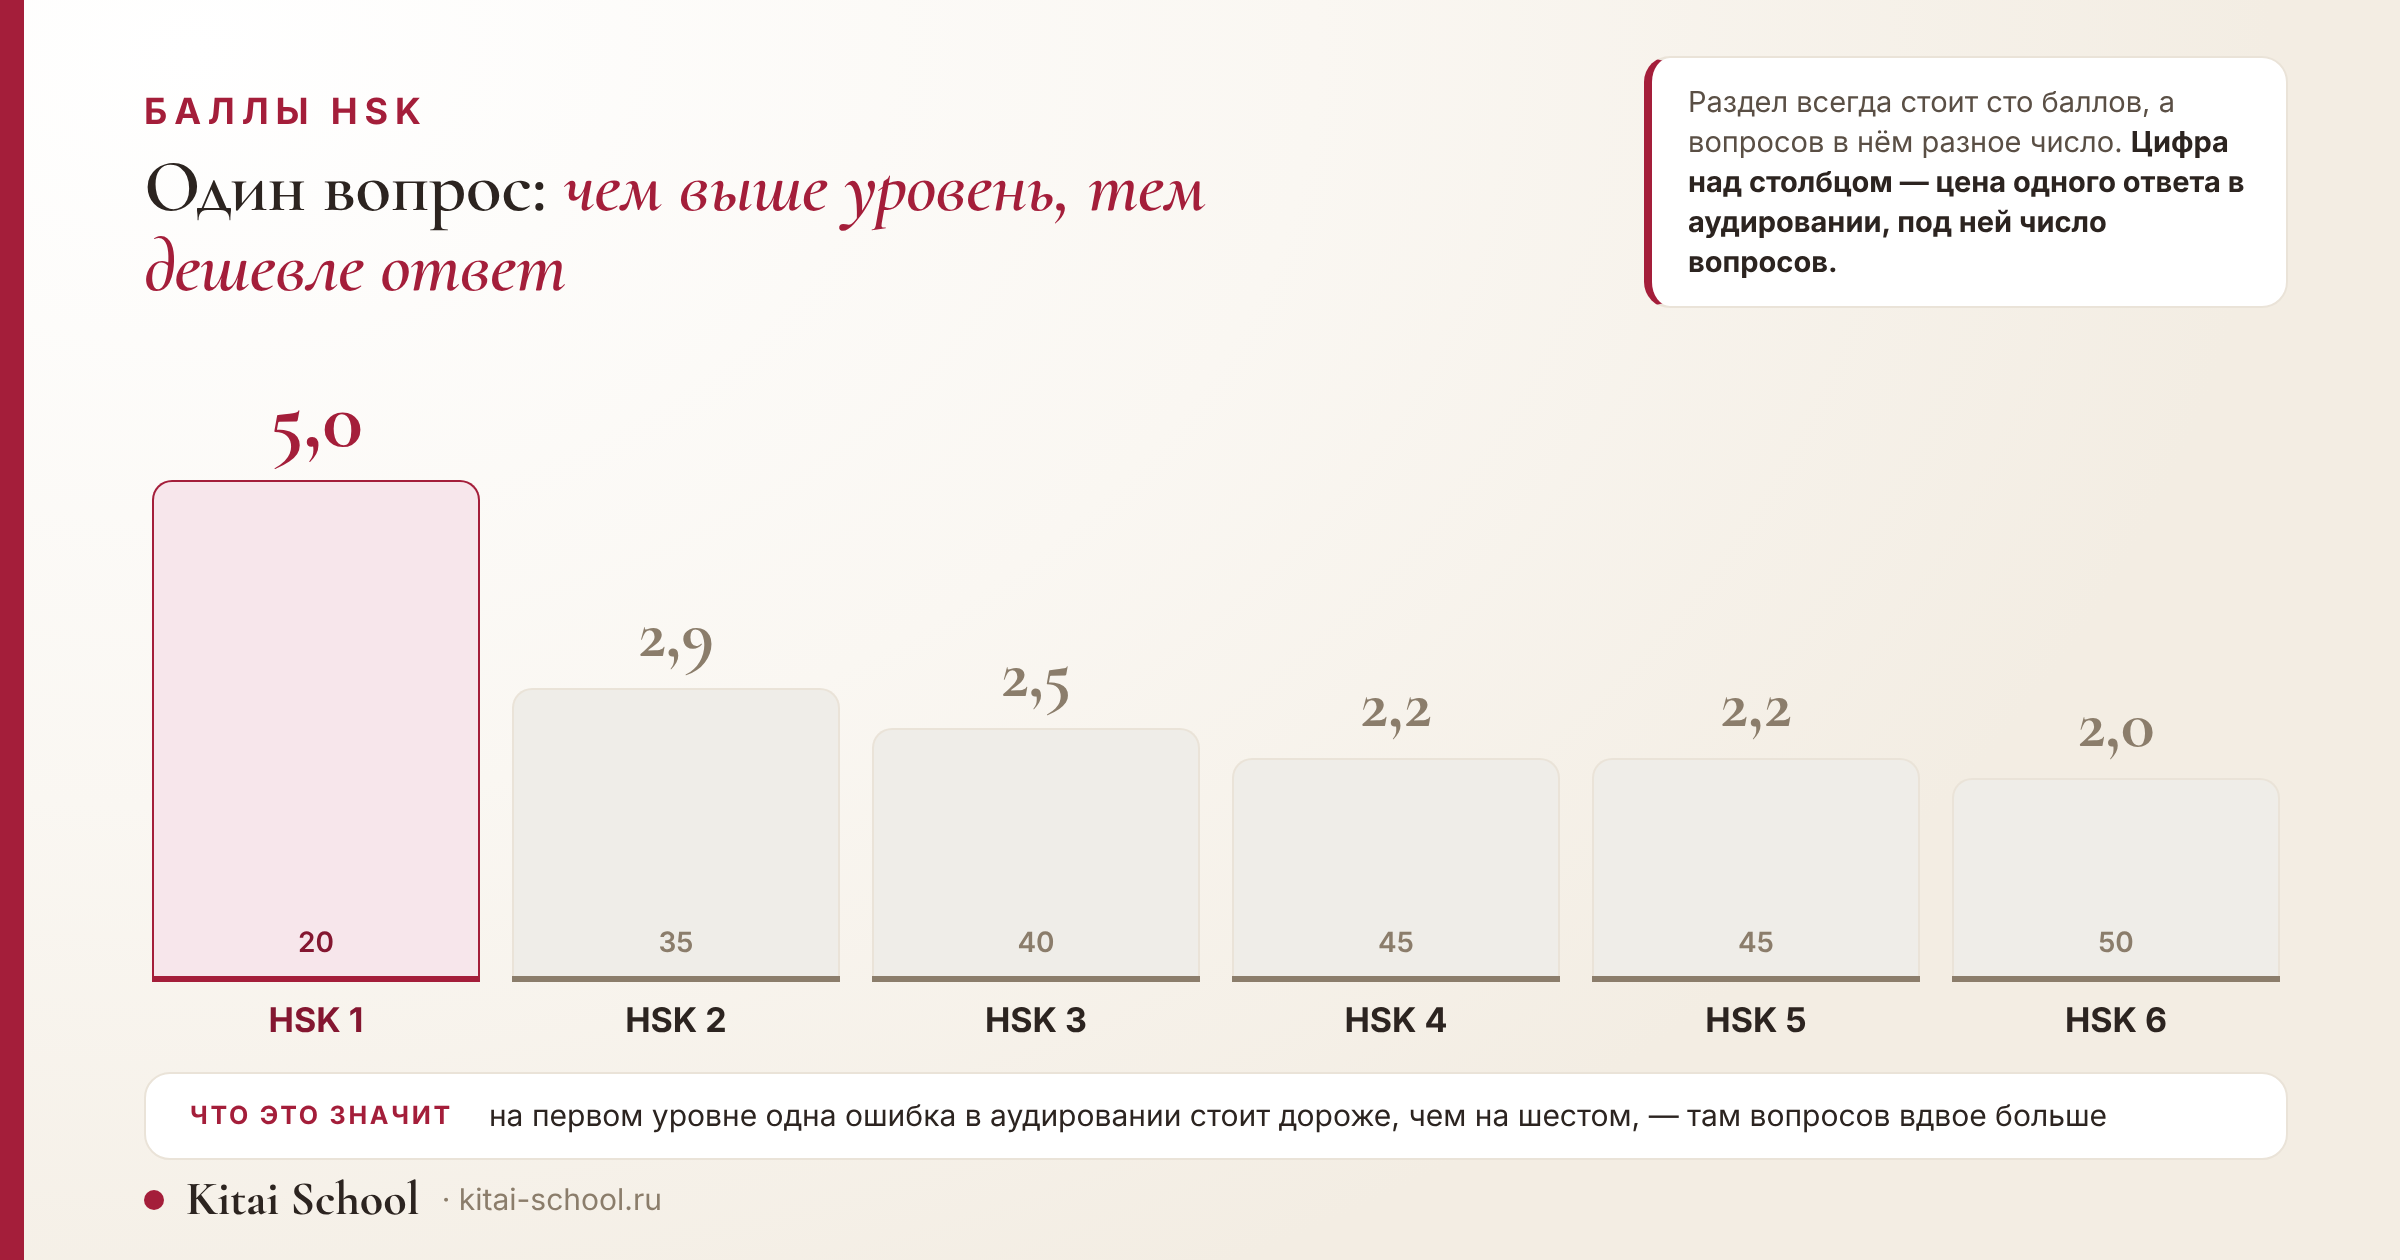 БАЛЛЫ HSK
Один вопрос: чем выше уровень, тем
дешевле ответ
Раздел всегда стоит сто баллов, а
вопросов в нём разное число. Цифра
над столбцом — цена одного ответа в
аудировании, под ней число
вопросов.
5,0
2,9
2,5
2,2
2,2
2,0
20
35
40
45
45
50
HSK 1
HSK 2
HSK 3
HSK 4
HSK 5
HSK 6
ЧТО ЭТО ЗНАЧИТ на первом уровне одна ошибка в аудировании стоит дороже, чем на шестом, — там вопросов вдвое больше
Kitai School · kitai-school.ru